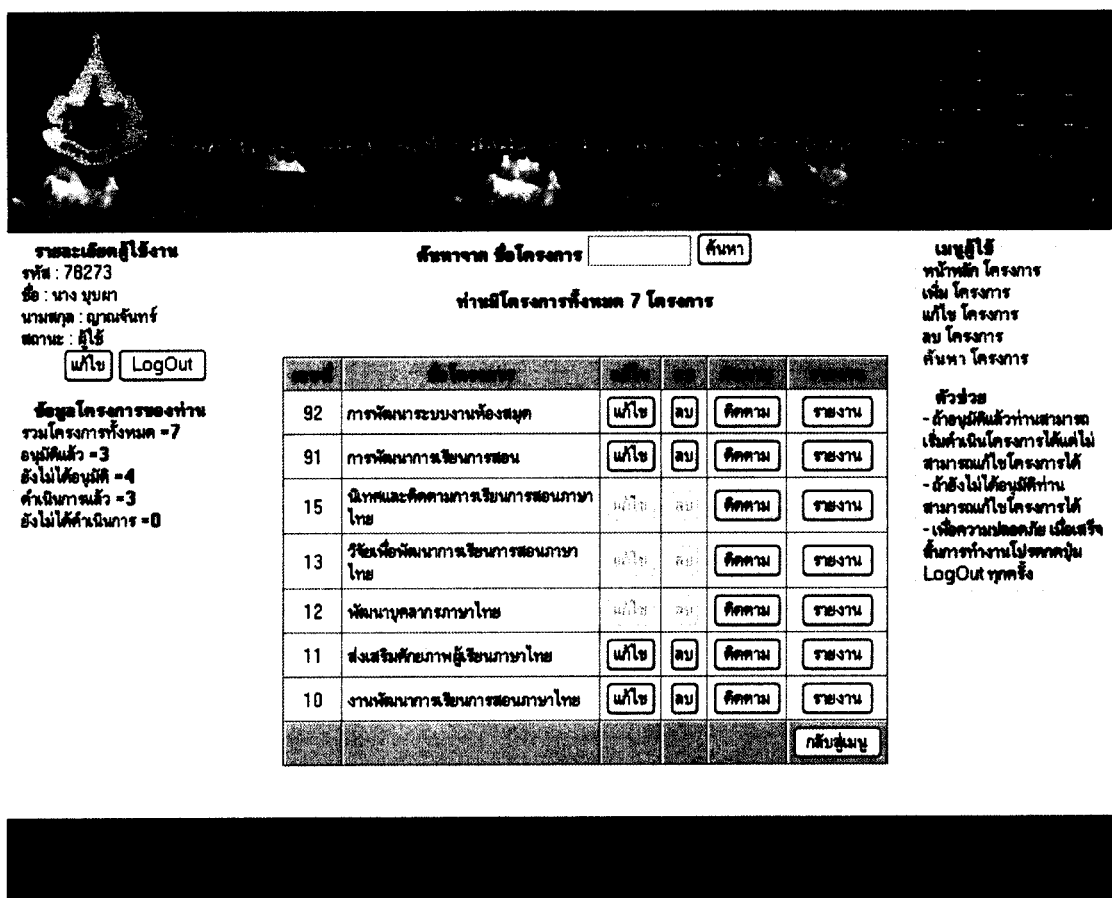 รายละเอียดผู้ใช้งาน
รหัส : 78273
ชื่อ : นาง บุบผา
นามสกุล : ญาณจันทร์
สถานะ : ผู้ใช้
แก้ไข LogOut
ข้อมูลโครงการของท่าน
รวมโครงการทั้งหมด =7
อนุมัติแล้ว =3
ยังไม่ได้อนุมัติ =4
ดำเนินการแล้ว =3
ยังไม่ได้ดำเนินการ =0
ค้นหาจาก ชื่อโครงการ ค้นหา
ท่านมีโครงการทั้งหมด 7 โครงการ
ชื่อโครงการ แก้ไข ลบ
92 การพัฒนาระบบงานห้องสมุด แก้ไข ลบ ติดตาม รายงาน
91 การพัฒนาการเรียนการสอน แก้ไข ลบ ติดตาม รายงาน
15 นิเทศและติดตามการเรียนการสอนภาษา
ไทย แก้ไข ลบ ติดตาม รายงาน
13 วิจัยเพื่อพัฒนาการเรียนการสอนภาษา
ไทย แก้ไข ลบ ติดตาม รายงาน
12 พัฒนาบุคลากรภาษาไทย แก้ไข ลบ ติดตาม รายงาน
11 ส่งเสริมศักยภาพผู้เรียนภาษาไทย แก้ไข ลบ ติดตาม รายงาน
10 งานพัฒนาการเรียนการสอนภาษาไทย แก้ไข ลบ ติดตาม รายงาน
กลับสู่เมนู
เมนูผู้ใช้
หน้าหลัก โครงการ
เพิ่ม โครงการ
แก้ไข โครงการ
ลบ โครงการ
ค้นหา โครงการ
ตัวช่วย
- ถ้าอนุมัติแล้วท่านสามารถ
เริ่มดำเนินโครงการได้แต่ไม่
สามารถแก้ไขโครงการได้
- ถ้ายังไม่ได้อนุมัติท่าน
สามารถแก้ไขโครงการได้
- เพื่อความปลอดภัย เมื่อเสร็จ
สิ้นการทำงานโปรดกดปุ่ม
LogOut ทุกครั้ง